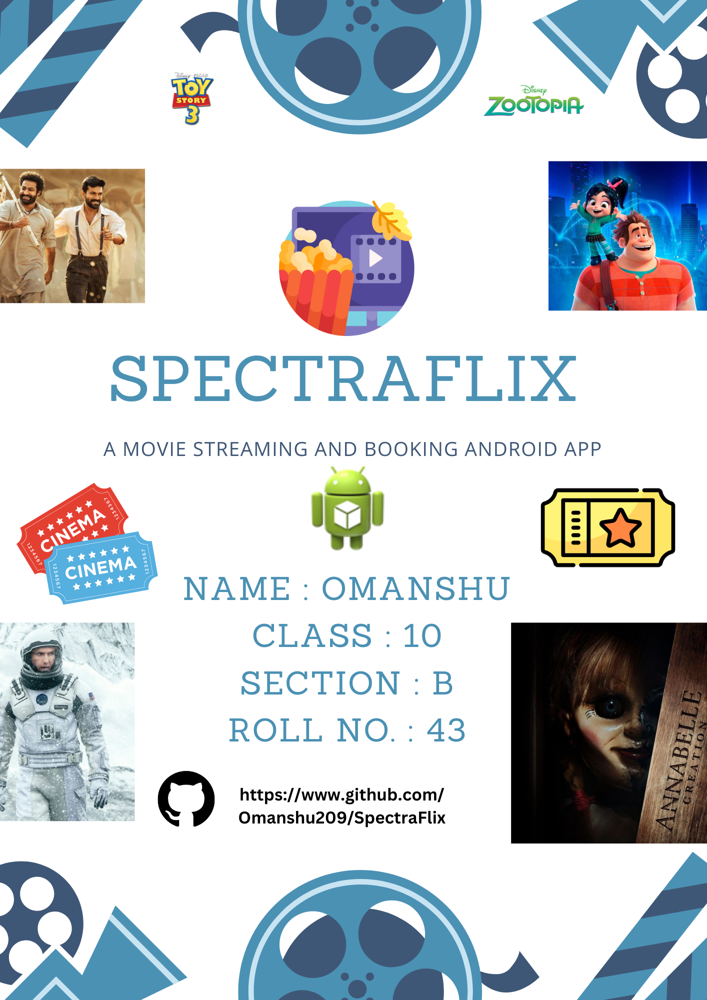 Disney PIXAR
TOY
STORY
3
Disney
ZOOTOPIA
SPECTRAFLIX
A MOVIE STREAMING AND BOOKING ANDROID APP
CINEMA
1234567
1234567
CINEMA
1234567
1234567
NAME : OMANSHU
CLASS : 10
SECTION : B
ROLL NO. : 43
COOPER
ANNABELLE
CREATION
https://www.github.com/
Omanshu209/SpectraFlix